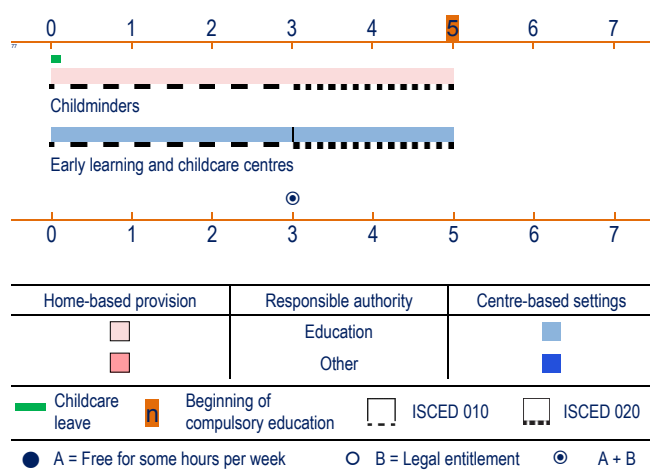 0 1 2 3 4 5 6 7
Childminders
Early learning and childcare centres
0 1 2 3 4 5 6 7
Home-based provision Responsible authority Centre-based settings
Education
Other
Childcare leave n Beginning of compulsory education ISCED 010 ISCED 020
A = Free for some hours per week B = Legal entitlement A + B